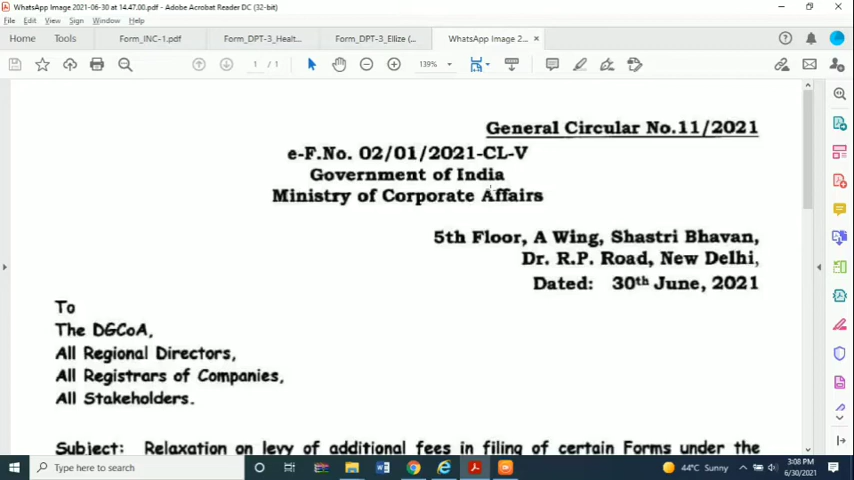 WhatsApp Image 2021-06-30 at 14.47.00.pdf - Adobe Acrobat Reader DC (32-bit)
File Edit View Sign Window Help
Home Tools Form_INC-1.pdf Form_DPT-3_Healt... Form_DPT-3_Ellize (... WhatsApp Image 2...
1 / 1 139%
General Circular No.11/2021
e-F.No. 02/01/2021-CL-V
Government of India
Ministry of Corporate Affairs
5th Floor, A Wing, Shastri Bhavan,
Dr. R.P. Road, New Delhi,
Dated: 30th June, 2021
To
The DGCoA,
All Regional Directors,
All Registrars of Companies,
All Stakeholders.
Subject: Relaxation on levy of additional fees in filing of certain Forms under the
Type here to search
44°C Sunny
3:08 PM
6/30/2021